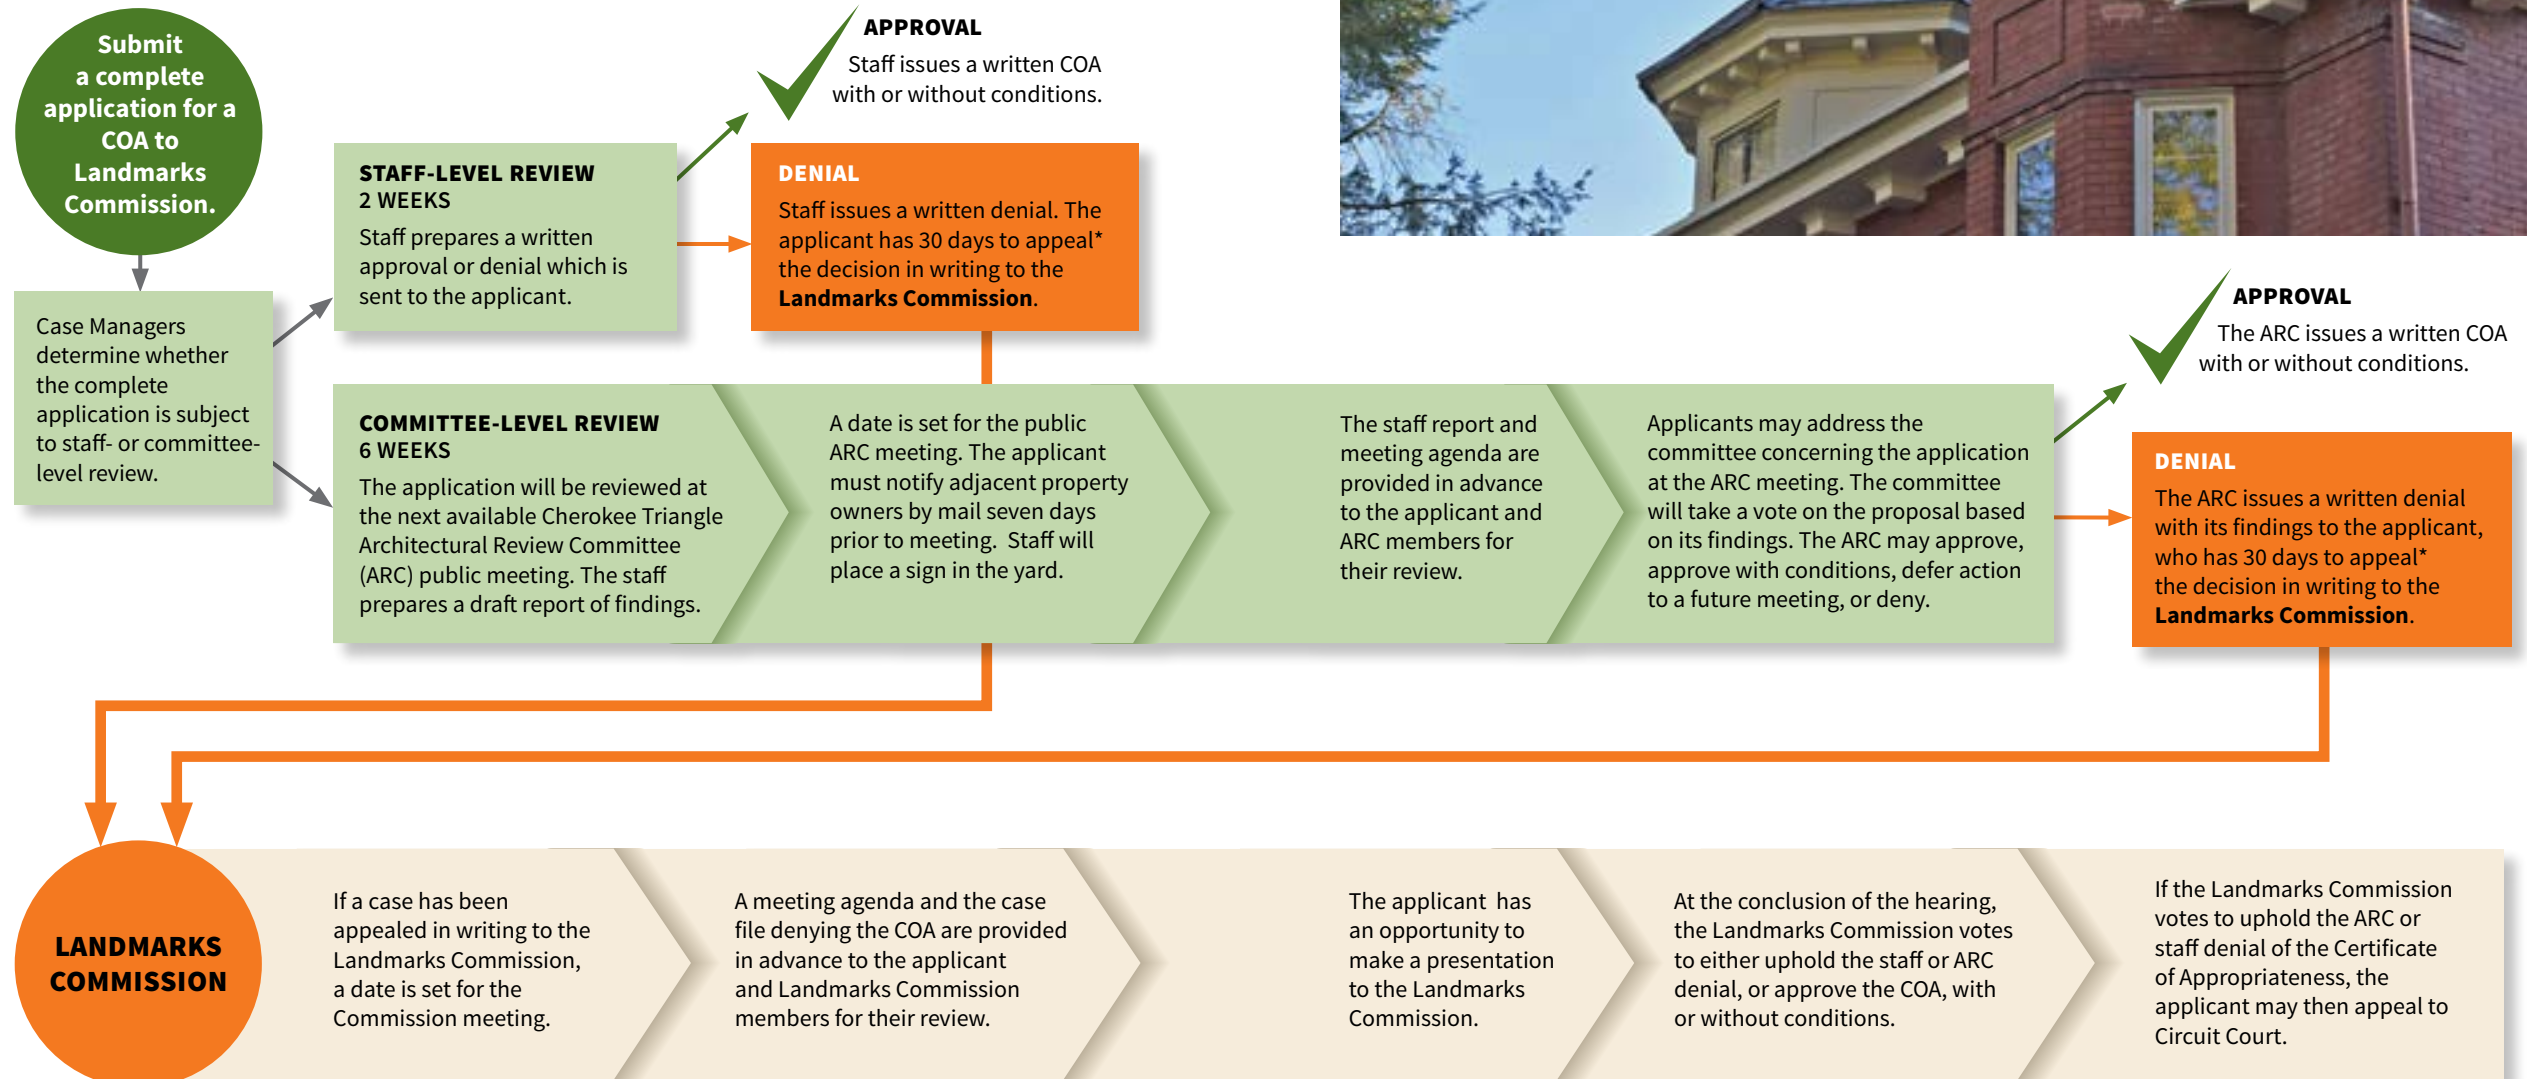 Submit
a complete
application for a
COA to
Landmarks
Commission.
Case Managers
determine whether
the complete
application is subject
to staff- or committee-
level review.
STAFF-LEVEL REVIEW
2 WEEKS
Staff prepares a written
approval or denial which is
sent to the applicant.
APPROVAL
Staff issues a written COA
with or without conditions.
DENIAL
Staff issues a written denial. The
applicant has 30 days to appeal*
the decision in writing to the
Landmarks Commission.
COMMITTEE-LEVEL REVIEW
6 WEEKS
The application will be reviewed at
the next available Cherokee Triangle
Architectural Review Committee
(ARC) public meeting. The staff
prepares a draft report of findings.
A date is set for the public
ARC meeting. The applicant
must notify adjacent property
owners by mail seven days
prior to meeting.  Staff will
place a sign in the yard.
The staff report and
meeting agenda are
provided in advance
to the applicant and
ARC members for
their review.
Applicants may address the
committee concerning the application
at the ARC meeting. The committee
will take a vote on the proposal based
on its findings. The ARC may approve,
approve with conditions, defer action
to a future meeting, or deny.
APPROVAL
The ARC issues a written COA
with or without conditions.
DENIAL
The ARC issues a written denial
with its findings to the applicant,
who has 30 days to appeal*
the decision in writing to the
Landmarks Commission.
LANDMARKS
COMMISSION
If a case has been
appealed in writing to the
Landmarks Commission,
a date is set for the
Commission meeting.
A meeting agenda and the case
file denying the COA are provided
in advance to the applicant
and Landmarks Commission
members for their review.
The applicant  has
an opportunity to
make a presentation
to the Landmarks
Commission.
At the conclusion of the hearing,
the Landmarks Commission votes
to either uphold the staff or ARC
denial, or approve the COA, with
or without conditions.
If the Landmarks Commission
votes to uphold the ARC or
staff denial of the Certificate
of Appropriateness, the
applicant may then appeal to
Circuit Court.